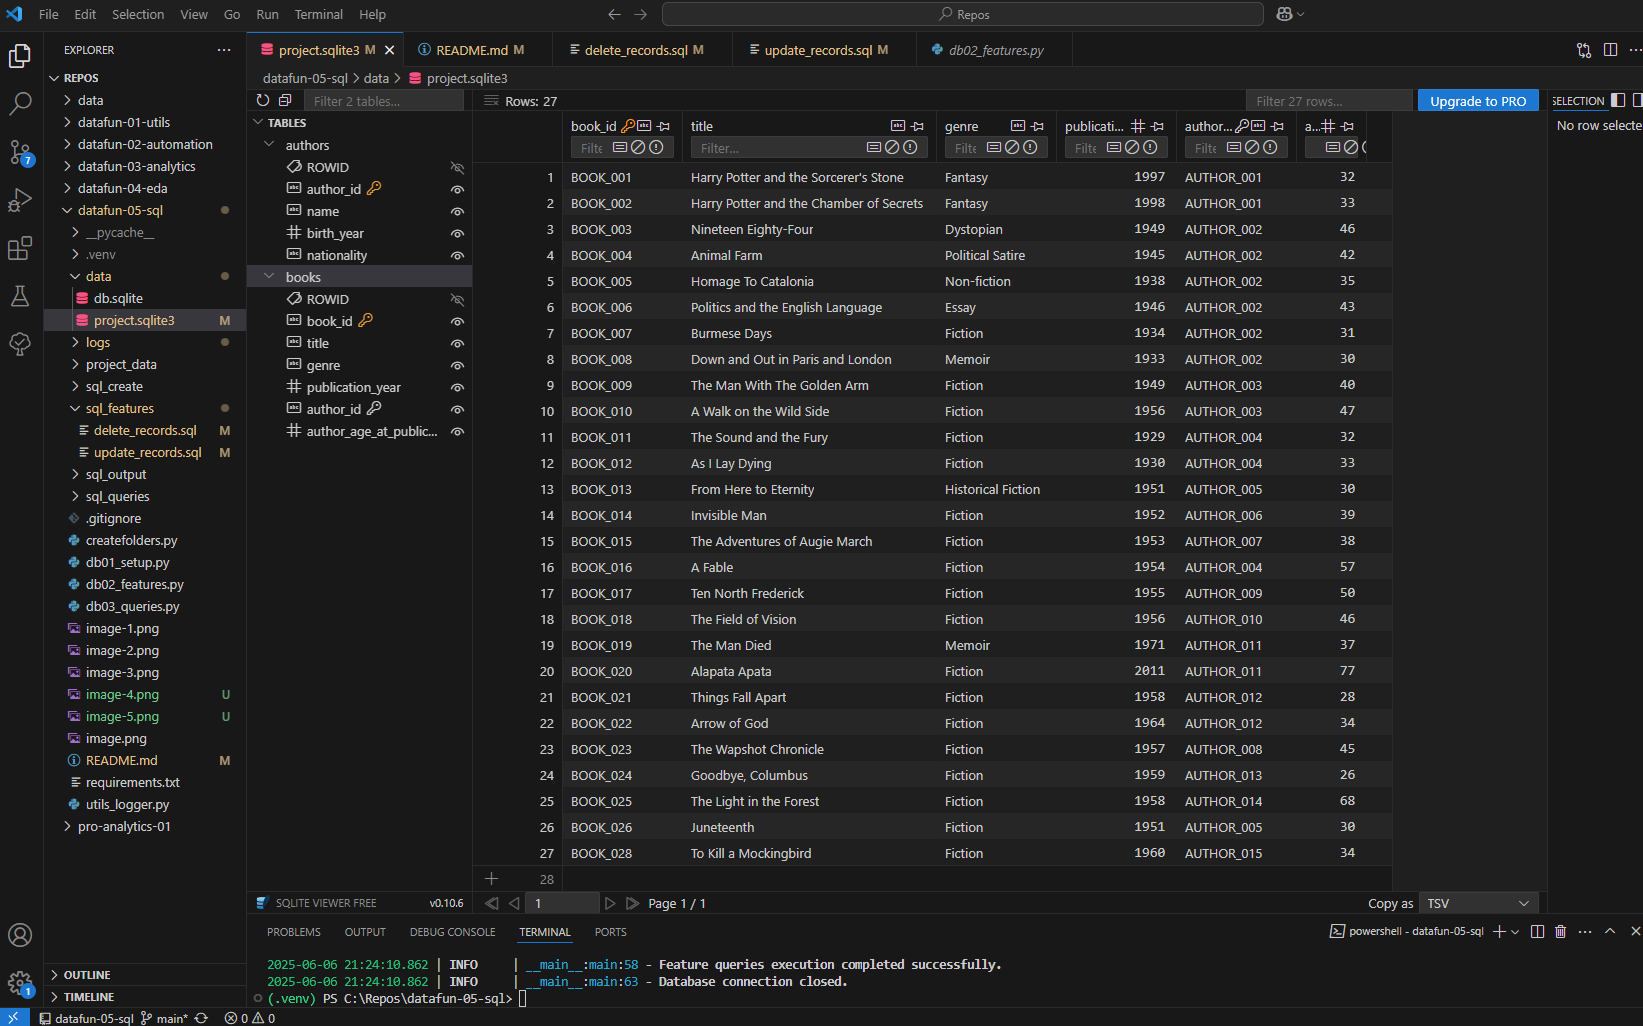 File Edit Selection View Go Run Terminal Help Repos
EXPLORER
REPOS
data
datafun-01-utils
datafun-02-automation
datafun-03-analytics
datafun-04-eda
datafun-05-sql
__pycache__
.venv
data
db.sqlite
project.sqlite3 M
logs
project_data
sql_create
sql_features
delete_records.sql M
update_records.sql M
sql_output
sql_queries
.gitignore
createfolders.py
db01_setup.py
db02_features.py
db03_queries.py
image-1.png
image-2.png
image-3.png
image-4.png U
image-5.png U
image.png
README.md M
requirements.txt
utils_logger.py
pro-analytics-01
OUTLINE
TIMELINE
7
1
project.sqlite3 M README.md M delete_records.sql M update_records.sql M db02_features.py
datafun-05-sql > data > project.sqlite3
Filter 2 tables... Rows: 27 Filter 27 rows... Upgrade to PRO SELECTION
No row selecte
TABLES
authors
ROWID
author_id
name
birth_year
nationality
books
ROWID
book_id
title
genre
publication_year
author_id
author_age_at_public...
SQLITE VIEWER FREE v0.10.6
book_id title genre publicati... author... a...
Filte Filter... Filte Filte Filte
1 BOOK_001 Harry Potter and the Sorcerer's Stone Fantasy 1997 AUTHOR_001 32
2 BOOK_002 Harry Potter and the Chamber of Secrets Fantasy 1998 AUTHOR_001 33
3 BOOK_003 Nineteen Eighty-Four Dystopian 1949 AUTHOR_002 46
4 BOOK_004 Animal Farm Political Satire 1945 AUTHOR_002 42
5 BOOK_005 Homage To Catalonia Non-fiction 1938 AUTHOR_002 35
6 BOOK_006 Politics and the English Language Essay 1946 AUTHOR_002 43
7 BOOK_007 Burmese Days Fiction 1934 AUTHOR_002 31
8 BOOK_008 Down and Out in Paris and London Memoir 1933 AUTHOR_002 30
9 BOOK_009 The Man With The Golden Arm Fiction 1949 AUTHOR_003 40
10 BOOK_010 A Walk on the Wild Side Fiction 1956 AUTHOR_003 47
11 BOOK_011 The Sound and the Fury Fiction 1929 AUTHOR_004 32
12 BOOK_012 As I Lay Dying Fiction 1930 AUTHOR_004 33
13 BOOK_013 From Here to Eternity Historical Fiction 1951 AUTHOR_005 30
14 BOOK_014 Invisible Man Fiction 1952 AUTHOR_006 39
15 BOOK_015 The Adventures of Augie March Fiction 1953 AUTHOR_007 38
16 BOOK_016 A Fable Fiction 1954 AUTHOR_004 57
17 BOOK_017 Ten North Frederick Fiction 1955 AUTHOR_009 50
18 BOOK_018 The Field of Vision Fiction 1956 AUTHOR_010 46
19 BOOK_019 The Man Died Memoir 1971 AUTHOR_011 37
20 BOOK_020 Alapata Apata Fiction 2011 AUTHOR_011 77
21 BOOK_021 Things Fall Apart Fiction 1958 AUTHOR_012 28
22 BOOK_022 Arrow of God Fiction 1964 AUTHOR_012 34
23 BOOK_023 The Wapshot Chronicle Fiction 1957 AUTHOR_008 45
24 BOOK_024 Goodbye, Columbus Fiction 1959 AUTHOR_013 26
25 BOOK_025 The Light in the Forest Fiction 1958 AUTHOR_014 68
26 BOOK_026 Juneteenth Fiction 1951 AUTHOR_005 30
27 BOOK_028 To Kill a Mockingbird Fiction 1960 AUTHOR_015 34
28
1 Page 1 / 1 Copy as TSV
PROBLEMS OUTPUT DEBUG CONSOLE TERMINAL PORTS powershell - datafun-05-sql
2025-06-06 21:24:10.862 | INFO | __main__:main:58 - Feature queries execution completed successfully.
2025-06-06 21:24:10.862 | INFO | __main__:main:63 - Database connection closed.
(.venv) PS C:\Repos\datafun-05-sql>
datafun-05-sql main* 0 0